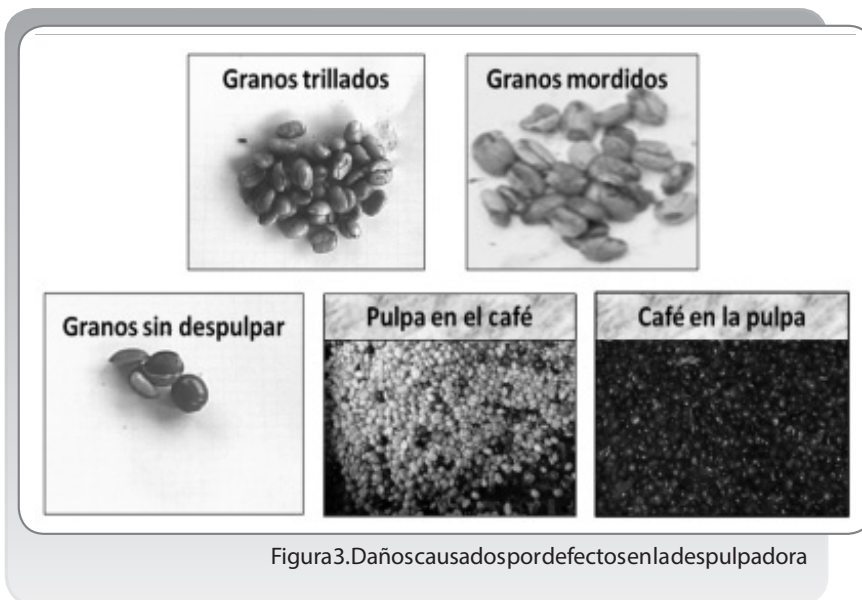 Granos trillados
Granos mordidos
Granos sin despulpar
Pulpa en el café
Café en la pulpa
Figura3.Dañoscausadospordefectosenladespulpadora